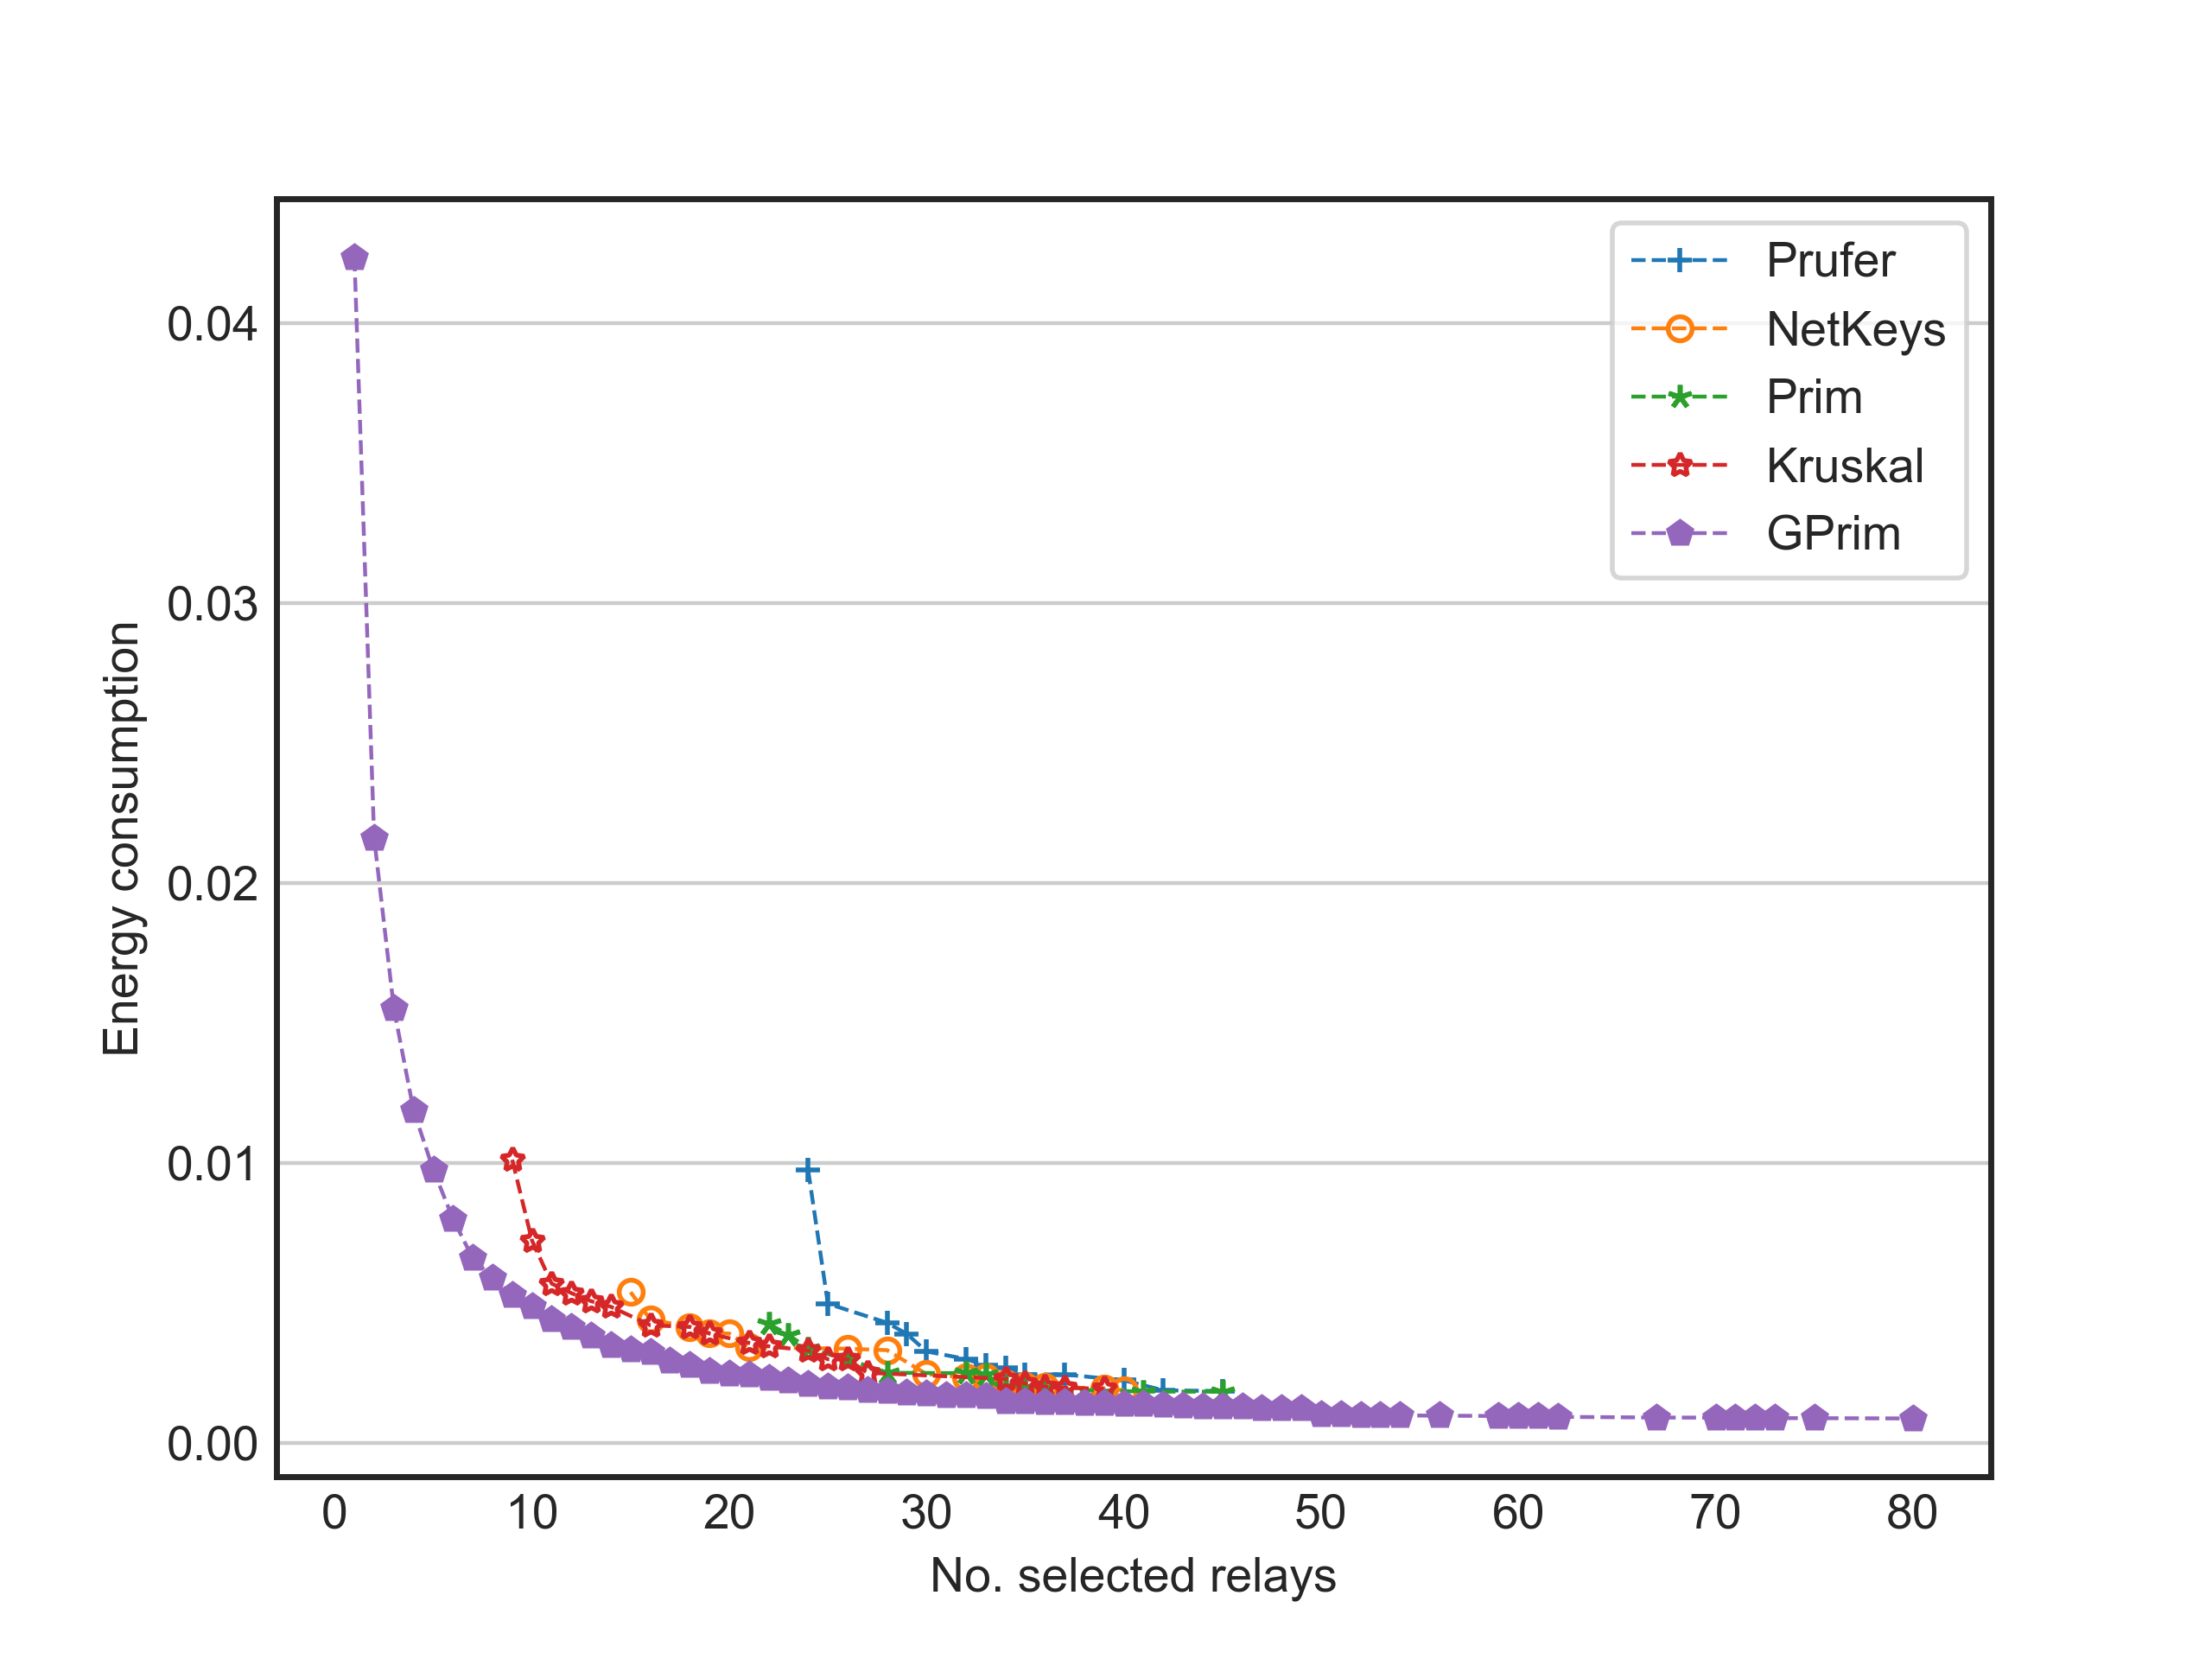 Prufer
NetKeys
Prim
Kruskal
GPrim
0.04
0.03
0.02
0.01
0.00
Energy consumption
0 10 20 30 40 50 60 70 80
No. selected relays